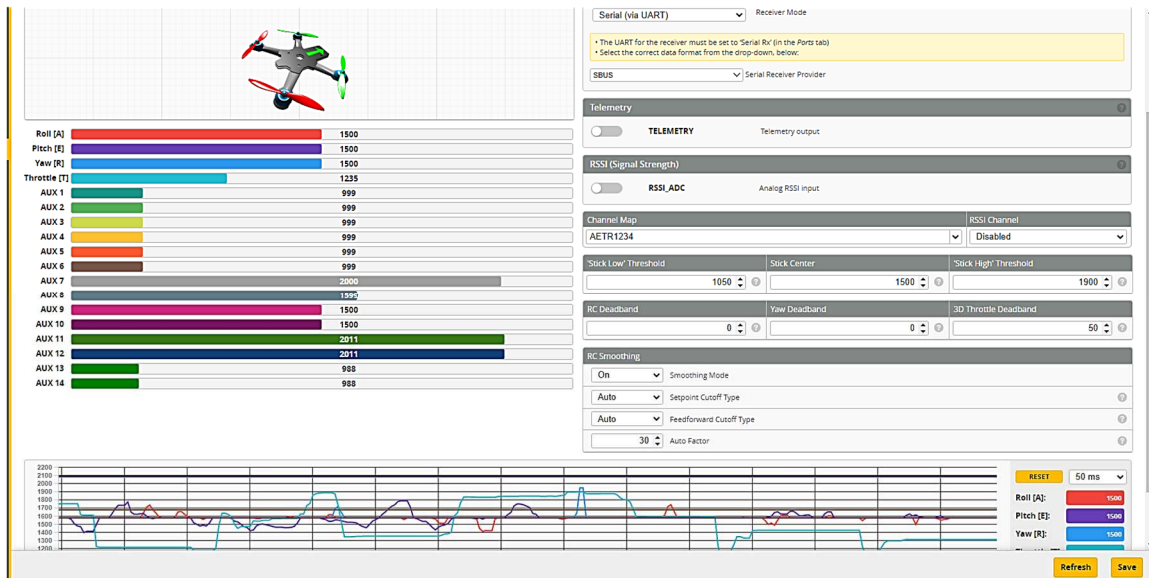 Serial (via UART) Receiver Mode
• The UART for the receiver must be set to 'Serial Rx' (in the Ports tab)
• Select the correct data format from the drop-down, below:
SBUS Serial Receiver Provider
Telemetry
TELEMETRY Telemetry output
RSSI (Signal Strength)
RSSI_ADC Analog RSSI input
Channel Map RSSI Channel
AETR1234 Disabled
'Stick Low' Threshold Stick Center 'Stick High' Threshold
1050 1500 1900
RC Deadband Yaw Deadband 3D Throttle Deadband
0 0 50
RC Smoothing
On Smoothing Mode
Auto Setpoint Cutoff Type
Auto Feedforward Cutoff Type
30 Auto Factor
Roll [A] 1500
Pitch [E] 1500
Yaw [R] 1500
Throttle [T] 1235
AUX 1 999
AUX 2 999
AUX 3 999
AUX 4 999
AUX 5 999
AUX 6 999
AUX 7 2000
AUX 8 1599
AUX 9 1500
AUX 10 1500
AUX 11 2011
AUX 12 2011
AUX 13 988
AUX 14 988
2200
2100
2000
1900
1800
1700
1600
1500
1400
1300
1200
RESET 50 ms
Roll [A]: 1500
Pitch [E]: 1500
Yaw [R]: 1500
Refresh Save